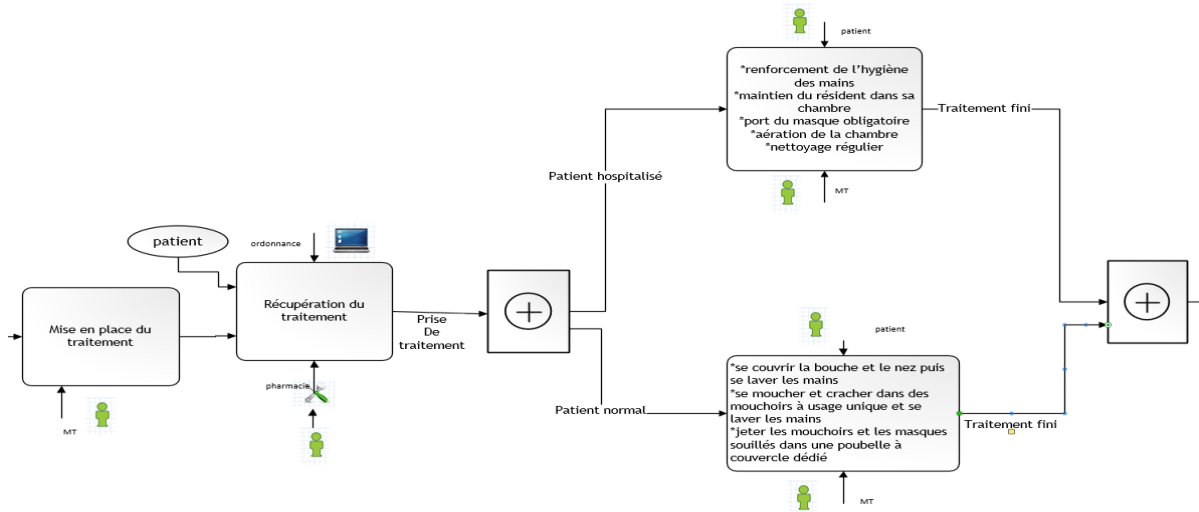 patient
*renforcement de l'hygiène
des mains
*maintien du résident dans sa
chambre
*port du masque obligatoire
*aération de la chambre
*nettoyage régulier
Traitement fini
MT
Patient hospitalisé
patient
ordonnance
Mise en place du
traitement
MT
Récupération du
traitement
pharmacie
Prise
De
traitement
Patient normal
patient
*se couvrir la bouche et le nez puis
se laver les mains
*se moucher et cracher dans des
mouchoirs à usage unique et se
laver les mains
*jeter les mouchoirs et les masques
souillés dans une poubelle à
couvercle dédié
Traitement fini
MT